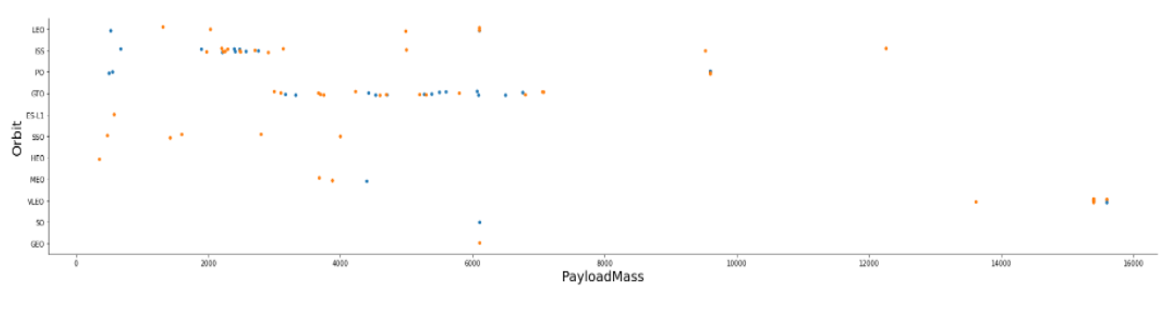 LEO
ISS
PO
GTO
ES-L1
SSO
HEO
MEO
VLEO
SO
GEO
Orbit
0 2000 4000 6000 8000 10000 12000 14000 16000
PayloadMass